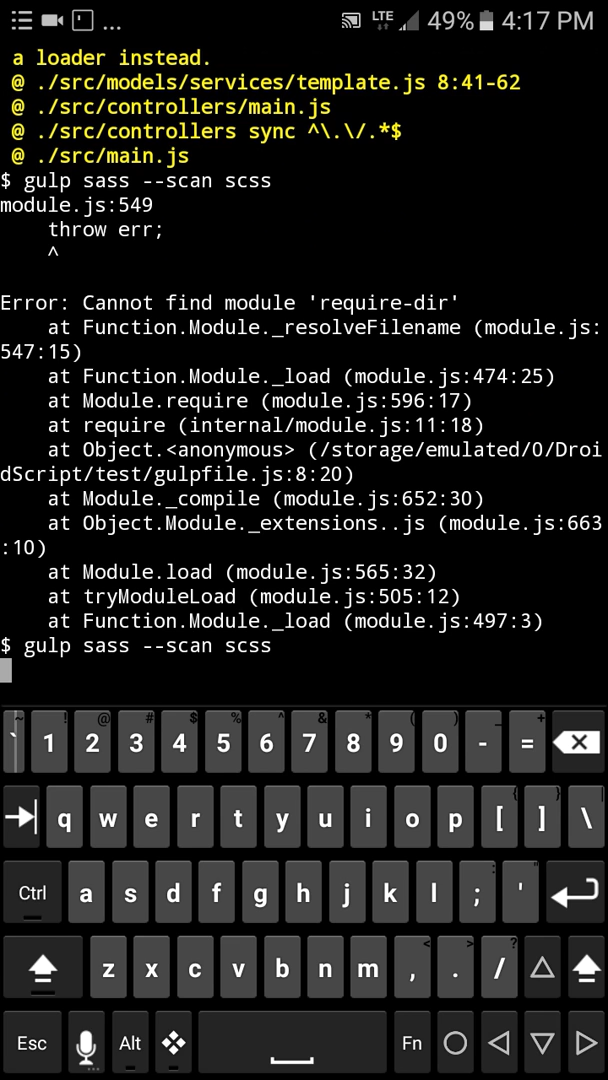 ... LTE 49% 4:17 PM
a loader instead.
@ ./src/models/services/template.js 8:41-62
@ ./src/controllers/main.js
@ ./src/controllers sync ^\.\/.*$
@ ./src/main.js
$ gulp sass --scan scss
module.js:549
    throw err;
    ^
Error: Cannot find module 'require-dir'
    at Function.Module._resolveFilename (module.js:
547:15)
    at Function.Module._load (module.js:474:25)
    at Module.require (module.js:596:17)
    at require (internal/module.js:11:18)
    at Object.<anonymous> (/storage/emulated/0/Droi
dScript/test/gulpfile.js:8:20)
    at Module._compile (module.js:652:30)
    at Object.Module._extensions..js (module.js:663
:10)
    at Module.load (module.js:565:32)
    at tryModuleLoad (module.js:505:12)
    at Function.Module._load (module.js:497:3)
$ gulp sass --scan scss
~ ! @ # $ % ^ & * ( ) _ +
` 1 2 3 4 5 6 7 8 9 0 - =
{ } |
q w e r t y u i o p [ ] \
: "
Ctrl a s d f g h j k l ; '
< > ?
z x c v b n m , . /
Esc Alt Fn